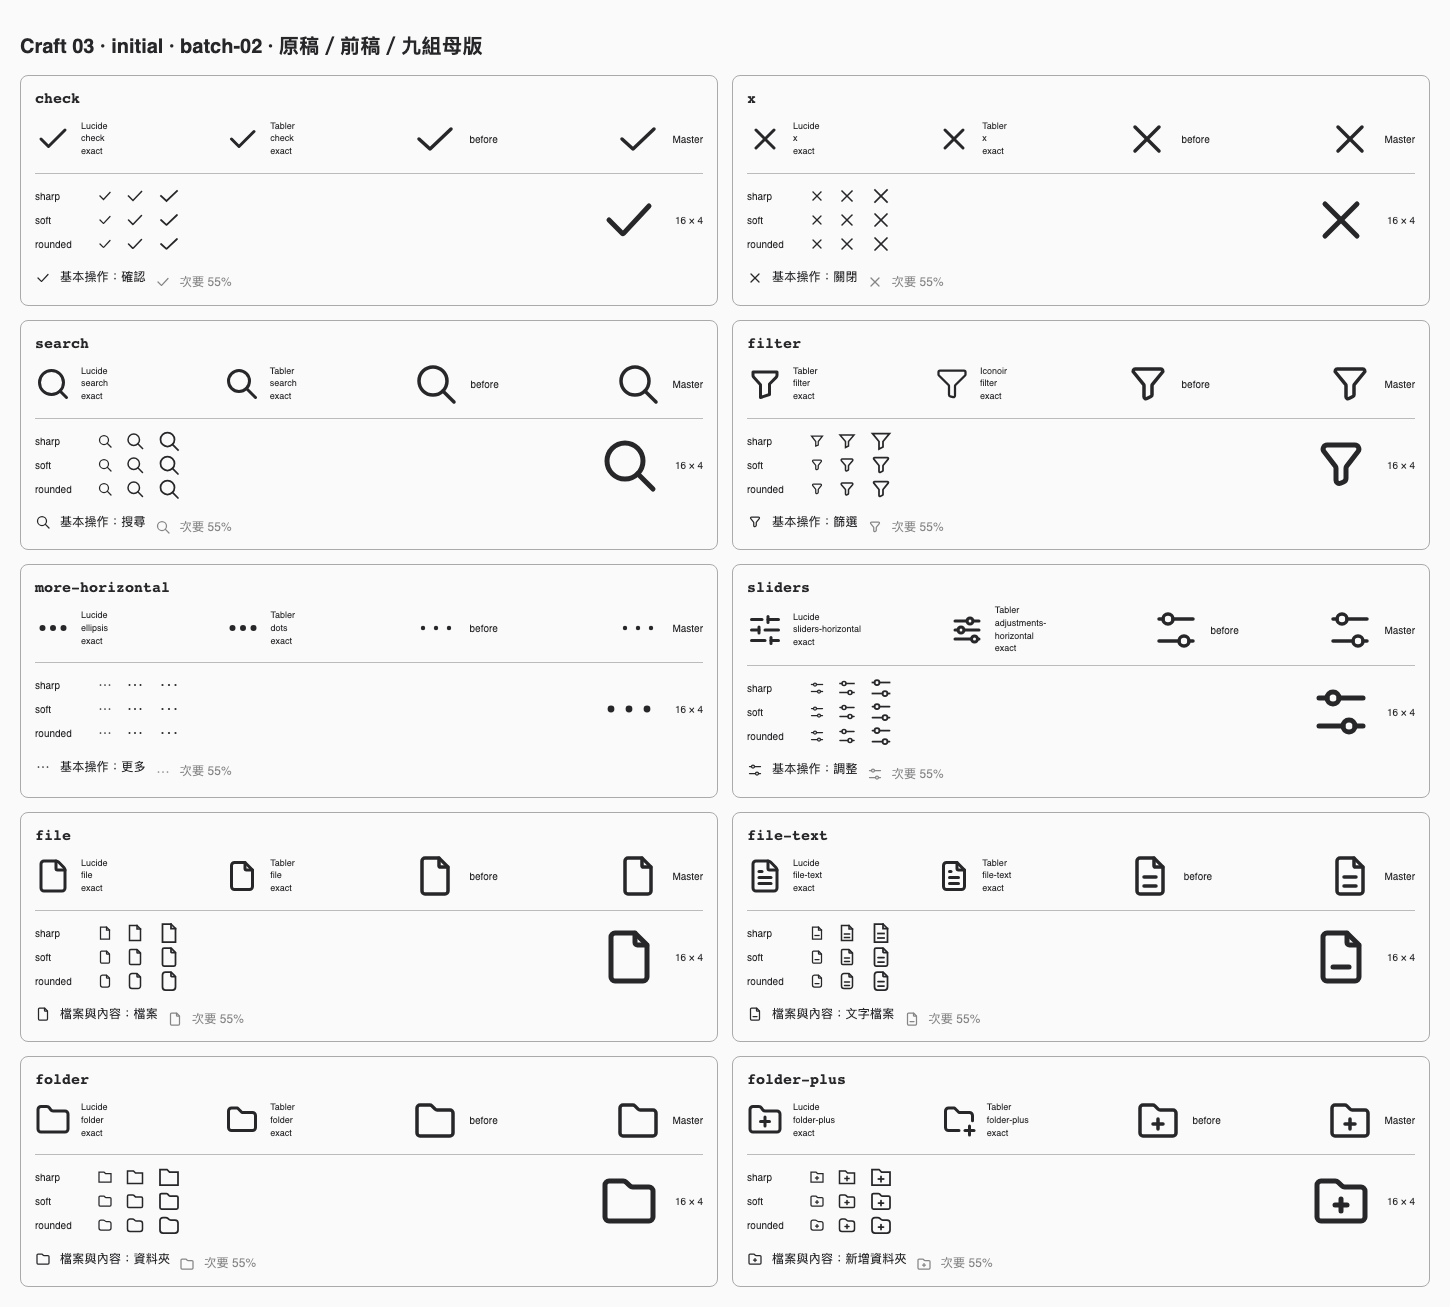 Craft 03 · initial · batch-02 · 原稿 / 前稿 / 九組母版
check
Lucide
check
exact
Tabler
check
exact
before
Master
sharp
soft
rounded
16 × 4
基本操作：確認
次要 55%
x
Lucide
x
exact
Tabler
x
exact
before
Master
sharp
soft
rounded
16 × 4
基本操作：關閉
次要 55%
search
Lucide
search
exact
Tabler
search
exact
before
Master
sharp
soft
rounded
16 × 4
基本操作：搜尋
次要 55%
filter
Tabler
filter
exact
Iconoir
filter
exact
before
Master
sharp
soft
rounded
16 × 4
基本操作：篩選
次要 55%
more-horizontal
Lucide
ellipsis
exact
Tabler
dots
exact
before
Master
sharp
soft
rounded
16 × 4
基本操作：更多
次要 55%
sliders
Lucide
sliders-horizontal
exact
Tabler
adjustments-
horizontal
exact
before
Master
sharp
soft
rounded
16 × 4
基本操作：調整
次要 55%
file
Lucide
file
exact
Tabler
file
exact
before
Master
sharp
soft
rounded
16 × 4
檔案與內容：檔案
次要 55%
file-text
Lucide
file-text
exact
Tabler
file-text
exact
before
Master
sharp
soft
rounded
16 × 4
檔案與內容：文字檔案
次要 55%
folder
Lucide
folder
exact
Tabler
folder
exact
before
Master
sharp
soft
rounded
16 × 4
檔案與內容：資料夾
次要 55%
folder-plus
Lucide
folder-plus
exact
Tabler
folder-plus
exact
before
Master
sharp
soft
rounded
16 × 4
檔案與內容：新增資料夾
次要 55%